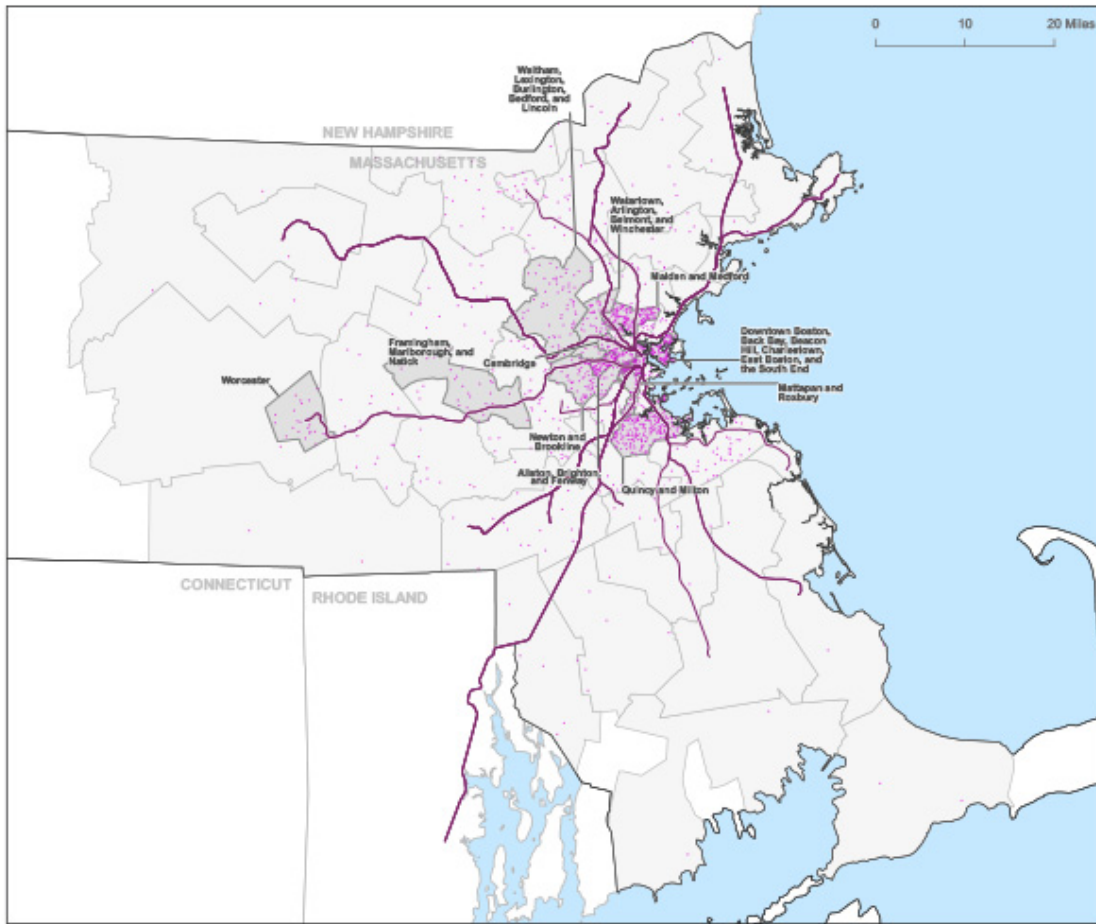 0 10 20 Miles
Waltham,
Lexington,
Burlington,
Bedford, and
Lincoln
NEW HAMPSHIRE
MASSACHUSETTS
Watertown,
Arlington,
Belmont, and
Winchester
Malden and Medford
Downtown Boston,
Back Bay, Beacon
Hill, Charlestown,
East Boston, and
the South End
Framingham,
Marlborough, and
Natick
Cambridge
Worcester
Mattapan and
Roxbury
Newton and
Brookline
Allston, Brighton
and Fenway
Quincy and Milton
CONNECTICUT
RHODE ISLAND